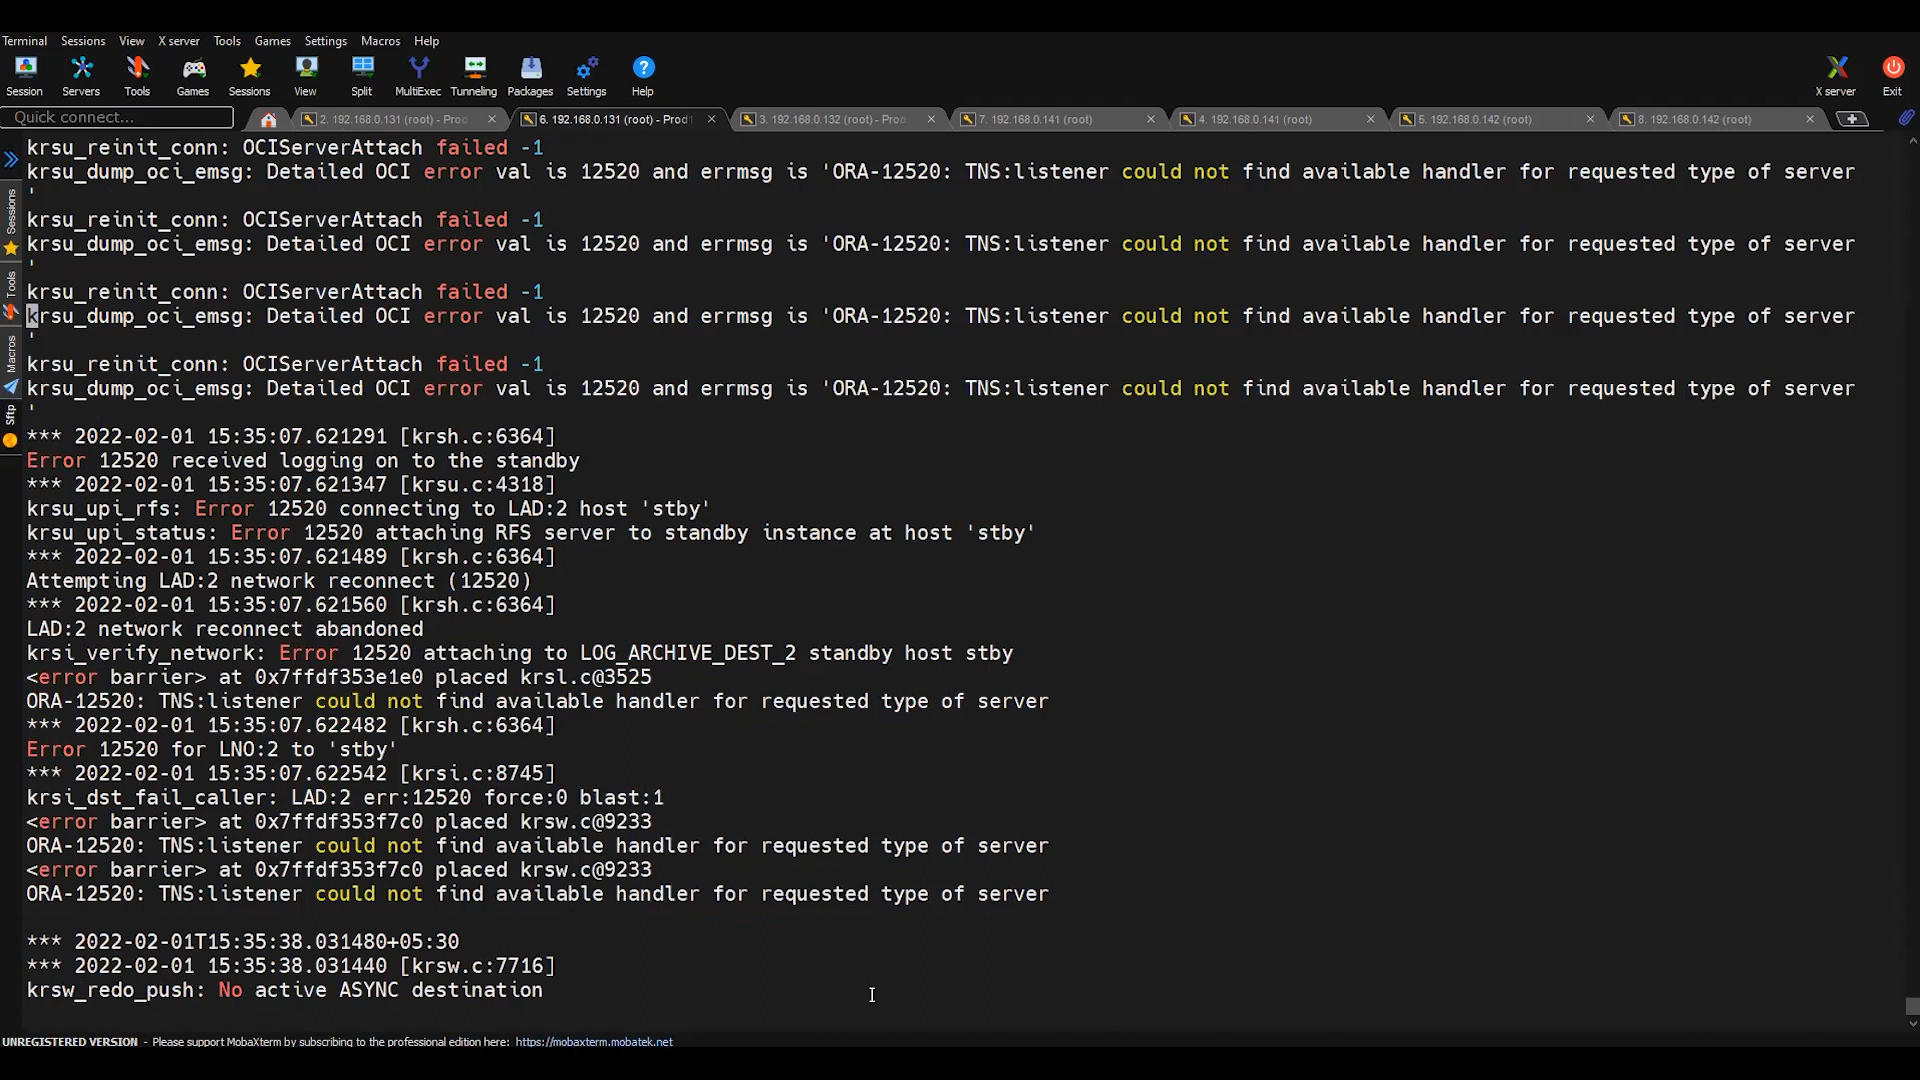 Terminal Sessions View X server Tools Games Settings Macros Help
Session Servers Tools Games Sessions View Split MultiExec Tunneling Packages Settings Help X server Exit
Quick connect... 2. 192.168.0.131 (root) - Prod 6. 192.168.0.131 (root) - Prod1 3. 192.168.0.132 (root) - Prod 7. 192.168.0.141 (root) 4. 192.168.0.141 (root) 5. 192.168.0.142 (root) 8. 192.168.0.142 (root)
Sessions
Tools
Macros
Sftp
krsu_reinit_conn: OCIServerAttach failed -1
krsu_dump_oci_emsg: Detailed OCI error val is 12520 and errmsg is 'ORA-12520: TNS:listener could not find available handler for requested type of server
'
krsu_reinit_conn: OCIServerAttach failed -1
krsu_dump_oci_emsg: Detailed OCI error val is 12520 and errmsg is 'ORA-12520: TNS:listener could not find available handler for requested type of server
'
krsu_reinit_conn: OCIServerAttach failed -1
krsu_dump_oci_emsg: Detailed OCI error val is 12520 and errmsg is 'ORA-12520: TNS:listener could not find available handler for requested type of server
'
krsu_reinit_conn: OCIServerAttach failed -1
krsu_dump_oci_emsg: Detailed OCI error val is 12520 and errmsg is 'ORA-12520: TNS:listener could not find available handler for requested type of server
'
*** 2022-02-01 15:35:07.621291 [krsh.c:6364]
Error 12520 received logging on to the standby
*** 2022-02-01 15:35:07.621347 [krsu.c:4318]
krsu_upi_rfs: Error 12520 connecting to LAD:2 host 'stby'
krsu_upi_status: Error 12520 attaching RFS server to standby instance at host 'stby'
*** 2022-02-01 15:35:07.621489 [krsh.c:6364]
Attempting LAD:2 network reconnect (12520)
*** 2022-02-01 15:35:07.621560 [krsh.c:6364]
LAD:2 network reconnect abandoned
krsi_verify_network: Error 12520 attaching to LOG_ARCHIVE_DEST_2 standby host stby
<error barrier> at 0x7ffdf353e1e0 placed krsl.c@3525
ORA-12520: TNS:listener could not find available handler for requested type of server
*** 2022-02-01 15:35:07.622482 [krsh.c:6364]
Error 12520 for LNO:2 to 'stby'
*** 2022-02-01 15:35:07.622542 [krsi.c:8745]
krsi_dst_fail_caller: LAD:2 err:12520 force:0 blast:1
<error barrier> at 0x7ffdf353f7c0 placed krsw.c@9233
ORA-12520: TNS:listener could not find available handler for requested type of server
<error barrier> at 0x7ffdf353f7c0 placed krsw.c@9233
ORA-12520: TNS:listener could not find available handler for requested type of server
*** 2022-02-01T15:35:38.031480+05:30
*** 2022-02-01 15:35:38.031440 [krsw.c:7716]
krsw_redo_push: No active ASYNC destination
UNREGISTERED VERSION - Please support MobaXterm by subscribing to the professional edition here: https://mobaxterm.mobatek.net